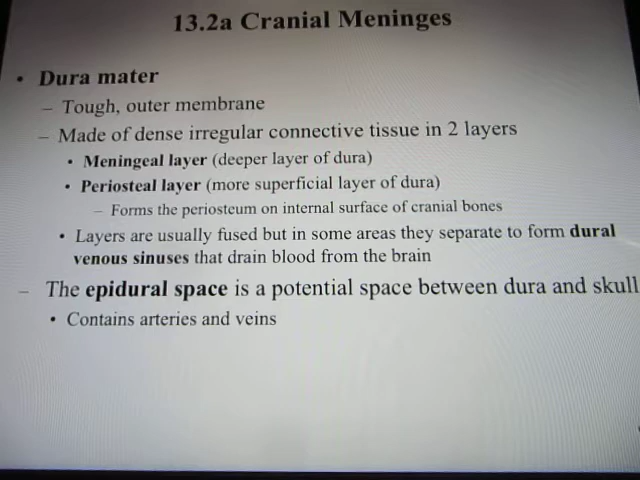 13.2a Cranial Meninges
• Dura mater
– Tough, outer membrane
– Made of dense irregular connective tissue in 2 layers
• Meningeal layer (deeper layer of dura)
• Periosteal layer (more superficial layer of dura)
– Forms the periosteum on internal surface of cranial bones
• Layers are usually fused but in some areas they separate to form dural
venous sinuses that drain blood from the brain
– The epidural space is a potential space between dura and skull
• Contains arteries and veins